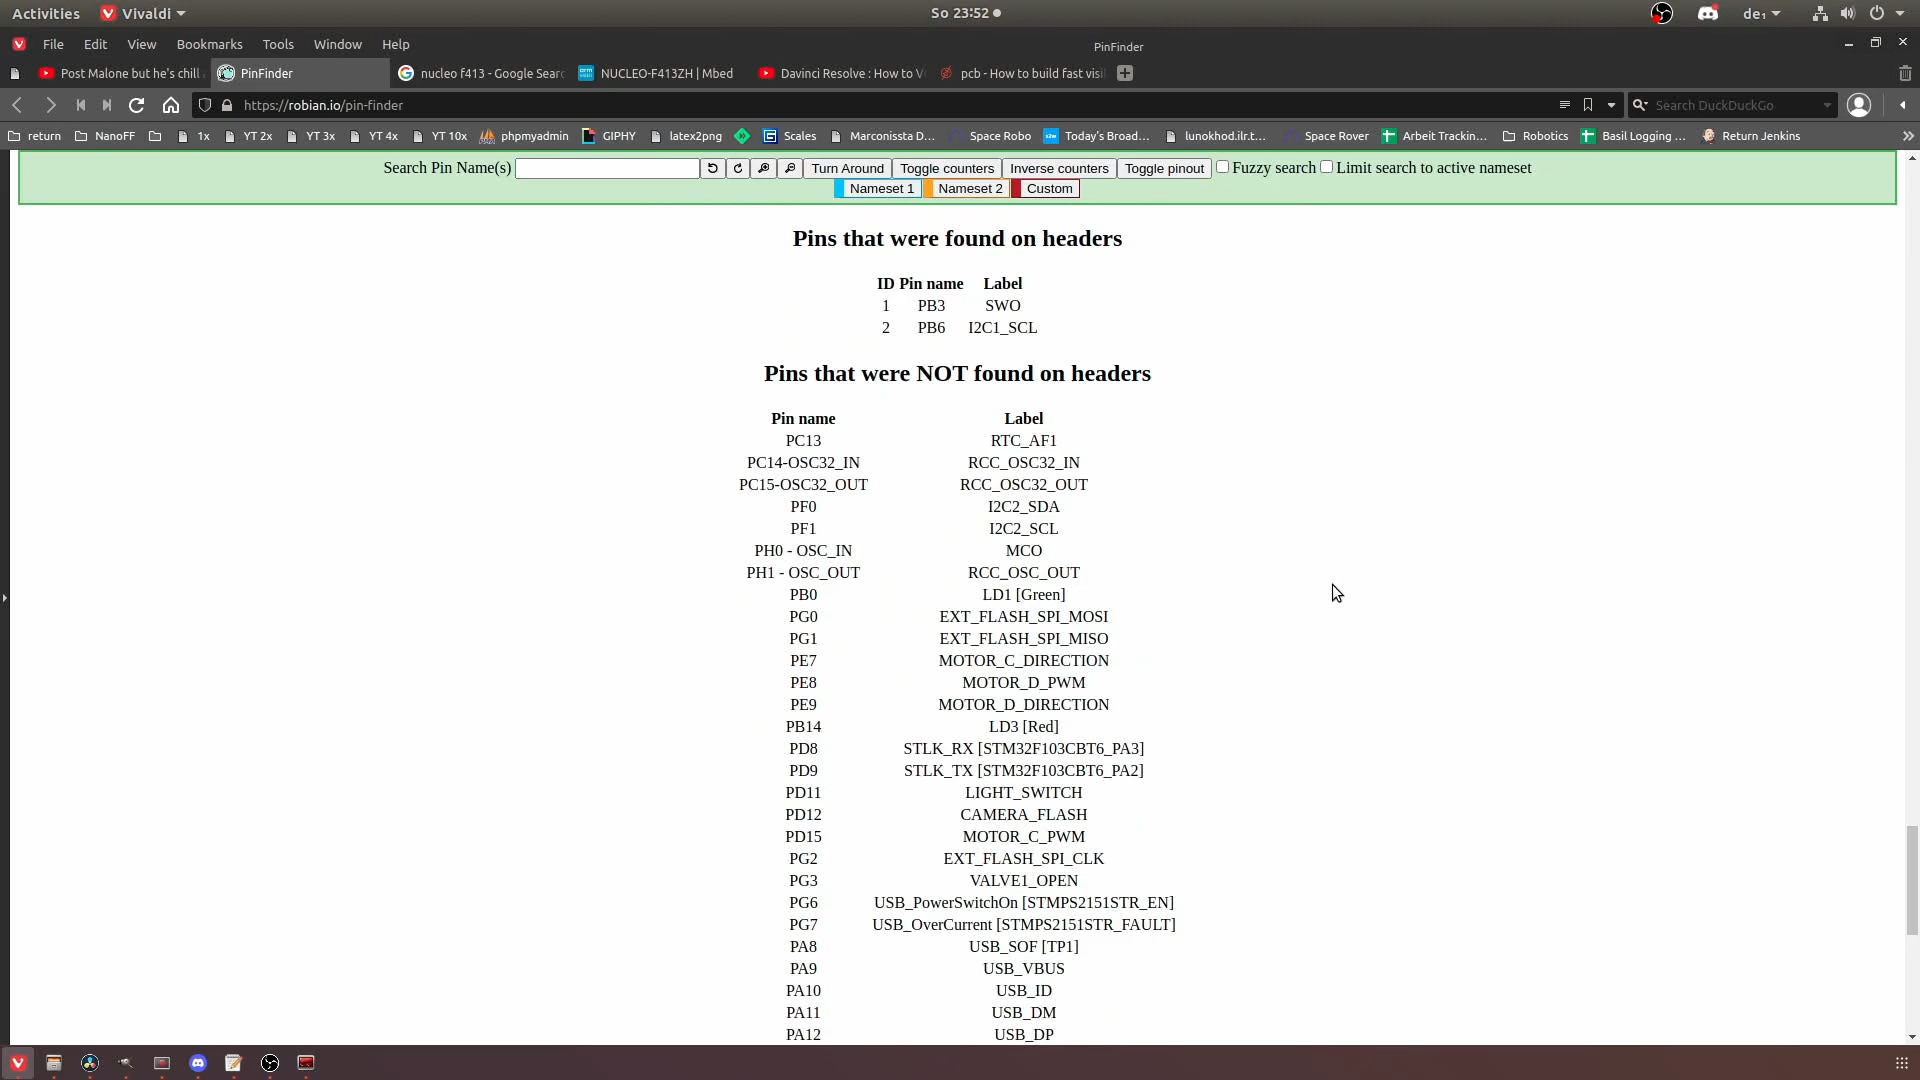 Activities Vivaldi So 23:52 de₁
File Edit View Bookmarks Tools Window Help PinFinder
Post Malone but he's chill PinFinder nucleo f413 - Google Searc NUCLEO-F413ZH | Mbed Davinci Resolve : How to V pcb - How to build fast visi
https://robian.io/pin-finder Search DuckDuckGo
return NanoFF 1x YT 2x YT 3x YT 4x YT 10x phpmyadmin GIPHY latex2png Scales Marconissta D... Space Robo Today's Broad... lunokhod.ilr.t... Space Rover Arbeit Trackin... Robotics Basil Logging ... Return Jenkins
Search Pin Name(s) Turn Around Toggle counters Inverse counters Toggle pinout Fuzzy search Limit search to active nameset
Nameset 1 Nameset 2 Custom
Pins that were found on headers
ID Pin name Label
1 PB3 SWO
2 PB6 I2C1_SCL
Pins that were NOT found on headers
Pin name Label
PC13 RTC_AF1
PC14-OSC32_IN RCC_OSC32_IN
PC15-OSC32_OUT RCC_OSC32_OUT
PF0 I2C2_SDA
PF1 I2C2_SCL
PH0 - OSC_IN MCO
PH1 - OSC_OUT RCC_OSC_OUT
PB0 LD1 [Green]
PG0 EXT_FLASH_SPI_MOSI
PG1 EXT_FLASH_SPI_MISO
PE7 MOTOR_C_DIRECTION
PE8 MOTOR_D_PWM
PE9 MOTOR_D_DIRECTION
PB14 LD3 [Red]
PD8 STLK_RX [STM32F103CBT6_PA3]
PD9 STLK_TX [STM32F103CBT6_PA2]
PD11 LIGHT_SWITCH
PD12 CAMERA_FLASH
PD15 MOTOR_C_PWM
PG2 EXT_FLASH_SPI_CLK
PG3 VALVE1_OPEN
PG6 USB_PowerSwitchOn [STMPS2151STR_EN]
PG7 USB_OverCurrent [STMPS2151STR_FAULT]
PA8 USB_SOF [TP1]
PA9 USB_VBUS
PA10 USB_ID
PA11 USB_DM
PA12 USB_DP